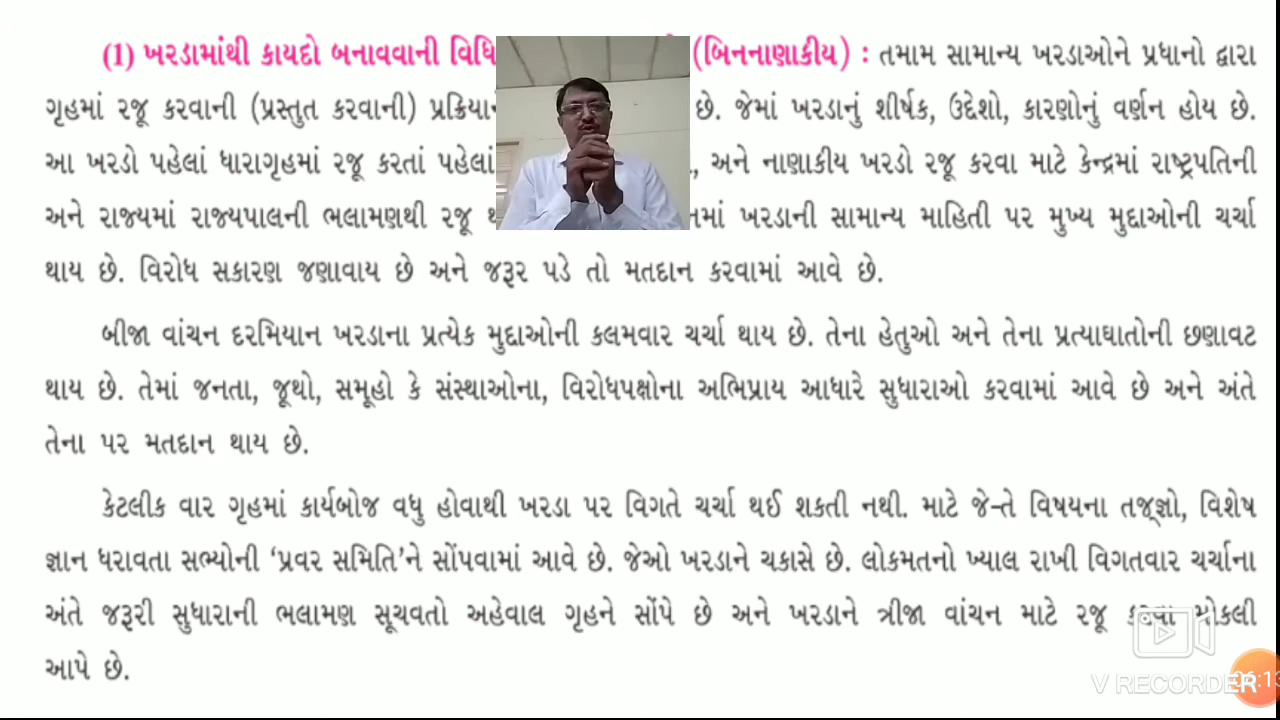 (1) ખરડામાંથી કાયદો બનાવવાની વિધિ (બિનનાણાકીય) : તમામ સામાન્ય ખરડાઓને પ્રધાનો દ્વારા
ગૃહમાં રજૂ કરવાની (પ્રસ્તુત કરવાની) છે. જેમાં ખરડાનું શીર્ષક, ઉદ્દેશો, કારણોનું વર્ણન હોય છે.
આ ખરડો પહેલાં ધારાગૃહમાં રજૂ કરતાં પહેલાં , અને નાણાકીય ખરડો રજૂ કરવા માટે કેન્દ્રમાં રાષ્ટ્રપતિની
અને રાજ્યમાં રાજ્યપાલની ભલામણથી રજૂ ખરડાની સામાન્ય માહિતી પર મુખ્ય મુદ્દાઓની ચર્ચા
થાય છે. વિરોધ સકારણ જણાવાય છે અને જરૂર પડે તો મતદાન કરવામાં આવે છે.
બીજા વાંચન દરમિયાન ખરડાના પ્રત્યેક મુદ્દાઓની કલમવાર ચર્ચા થાય છે. તેના હેતુઓ અને તેના પ્રત્યાઘાતોની છણાવટ
થાય છે. તેમાં જનતા, જૂથો, સમૂહો કે સંસ્થાઓના, વિરોધપક્ષોના અભિપ્રાય આધારે સુધારાઓ કરવામાં આવે છે અને અંતે
તેના પર મતદાન થાય છે.
કેટલીક વાર ગૃહમાં કાર્યબોજ વધુ હોવાથી ખરડા પર વિગતે ચર્ચા થઈ શકતી નથી. માટે જે-તે વિષયના તજ્જ્ઞો, વિશેષ
જ્ઞાન ધરાવતા સભ્યોની ‘પ્રવર સમિતિ’ને સોંપવામાં આવે છે. જેઓ ખરડાને ચકાસે છે. લોકમતનો ખ્યાલ રાખી વિગતવાર ચર્ચાના
અંતે જરૂરી સુધારાની ભલામણ સૂચવતો અહેવાલ ગૃહને સોંપે છે અને ખરડાને ત્રીજા વાંચન માટે રજૂ કરવા મોકલી
આપે છે.
V RECORDER